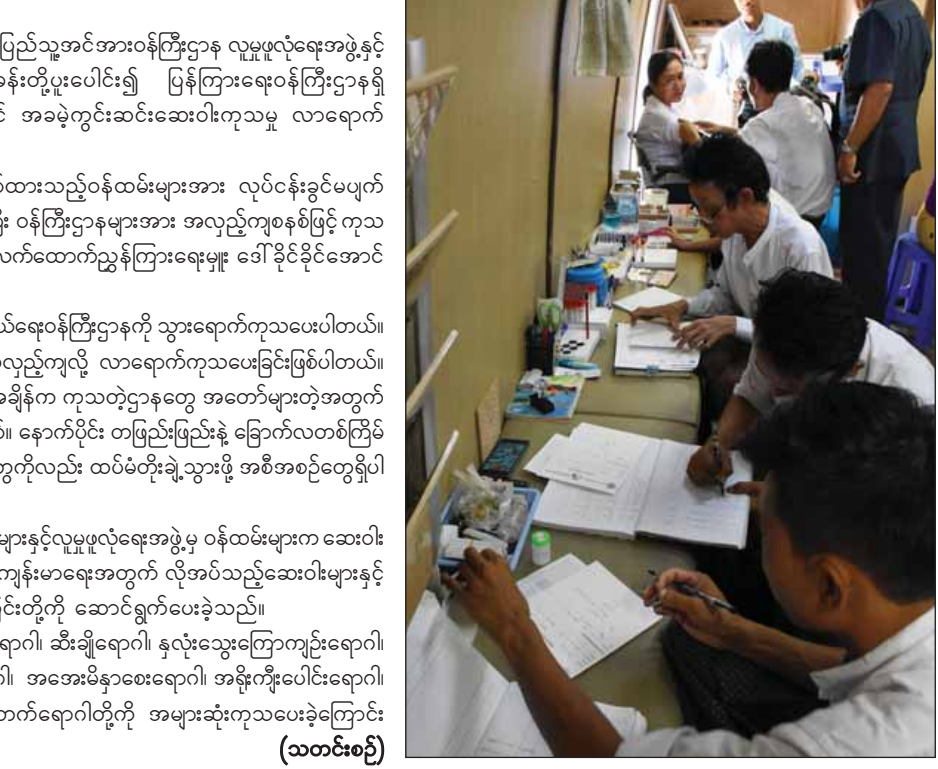 ပြည်သူ့အင်အားဝန်ကြီးဌာန လူမှုဖူလုံရေးအဖွဲ့နှင့်
ခန်းတို့ပူးပေါင်း၍ ပြန်ကြားရေးဝန်ကြီးဌာနရှိ
အခမဲ့ကွင်းဆင်းဆေးဝါးကုသမှု လာရောက်
ထားသည့်ဝန်ထမ်းများအား လုပ်ငန်းခွင်မပျက်
ဝန်ကြီးဌာနများအား အလှည့်ကျစနစ်ဖြင့် ကုသ
လက်ထောက်ညွှန်ကြားရေးမှူး ဒေါ်ခိုင်ခိုင်အောင်
ယ်ရေးဝန်ကြီးဌာနကို သွားရောက်ကုသပေးပါတယ်။
လှည့်ကျလို့ လာရောက်ကုသပေးခြင်းဖြစ်ပါတယ်။
အချိန်က ကုသတဲ့ဌာနတွေ အတော်များတဲ့အတွက်
နောက်ပိုင်း တဖြည်းဖြည်းနဲ့ ခြောက်လတစ်ကြိမ်
တွေကိုလည်း ထပ်မံတိုးချဲ့သွားဖို့ အစီအစဉ်တွေရှိပါ
များနှင့်လူမှုဖူလုံရေးအဖွဲ့မှ ဝန်ထမ်းများက ဆေးဝါး
ကျန်းမာရေးအတွက် လိုအပ်သည့်ဆေးဝါးများနှင့်
ခြင်းတို့ကို ဆောင်ရွက်ပေးခဲ့သည်။
ရောဂါ၊ ဆီးချိုရောဂါ၊ နှလုံးသွေးကြောကျဉ်းရောဂါ၊
အအေးမိနှာစေးရောဂါ၊ အရိုးကျီးပေါင်းရောဂါ၊
တက်ရောဂါတို့ကို အများဆုံးကုသပေးခဲ့ကြောင်း
(သတင်းစဉ်)